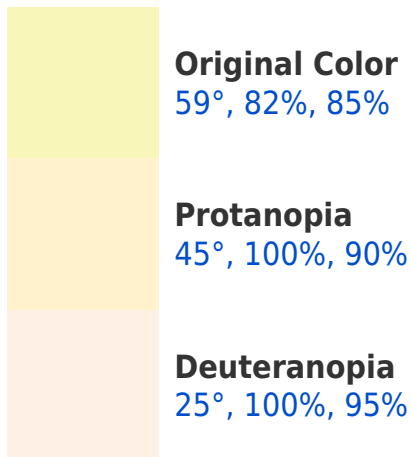 Original Color
59°, 82%, 85%
Protanopia
45°, 100%, 90%
Deuteranopia
25°, 100%, 95%